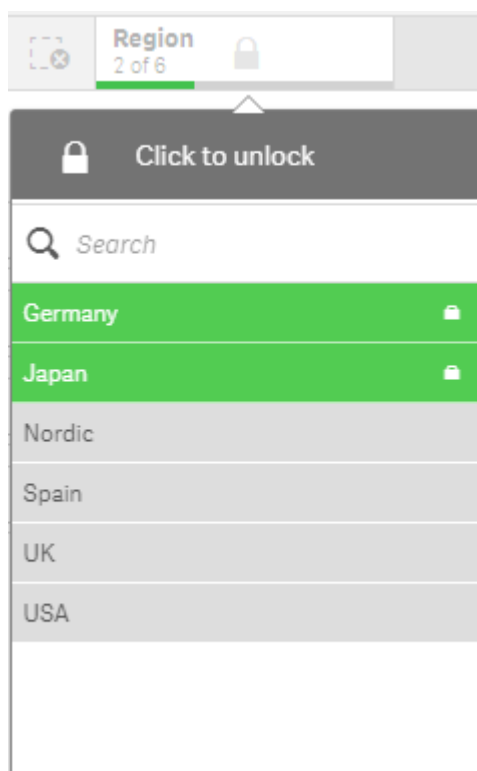 Region
2 of 6
Click to unlock
Search
Germany
Japan
Nordic
Spain
UK
USA